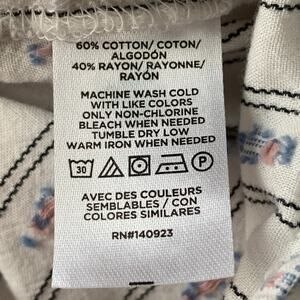 60% COTTON/ COTON/
ALGODÓN
40% RAYON/ RAYONNE/
RAYÓN
MACHINE WASH COLD
WITH LIKE COLORS
ONLY NON-CHLORINE
BLEACH WHEN NEEDED
TUMBLE DRY LOW
WARM IRON WHEN NEEDED
30 P
AVEC DES COULEURS
SEMBLABLES / CON
COLORES SIMILARES
RN#140923